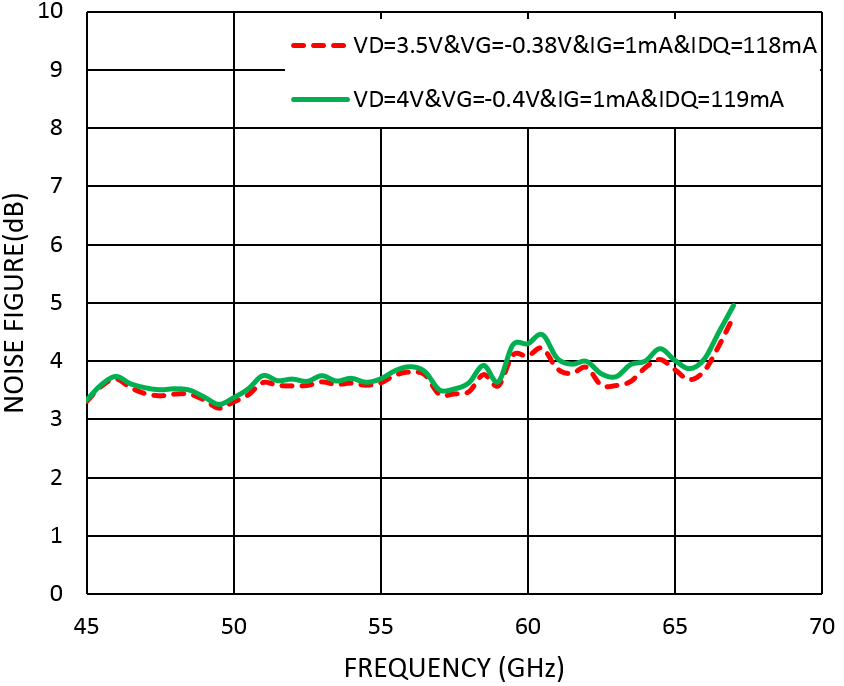 10
9
8
7
6
5
4
3
2
1
0
NOISE FIGURE(dB)
VD=3.5V&VG=-0.38V&IG=1mA&IDQ=118mA
VD=4V&VG=-0.4V&IG=1mA&IDQ=119mA
45 50 55 60 65 70
FREQUENCY (GHz)